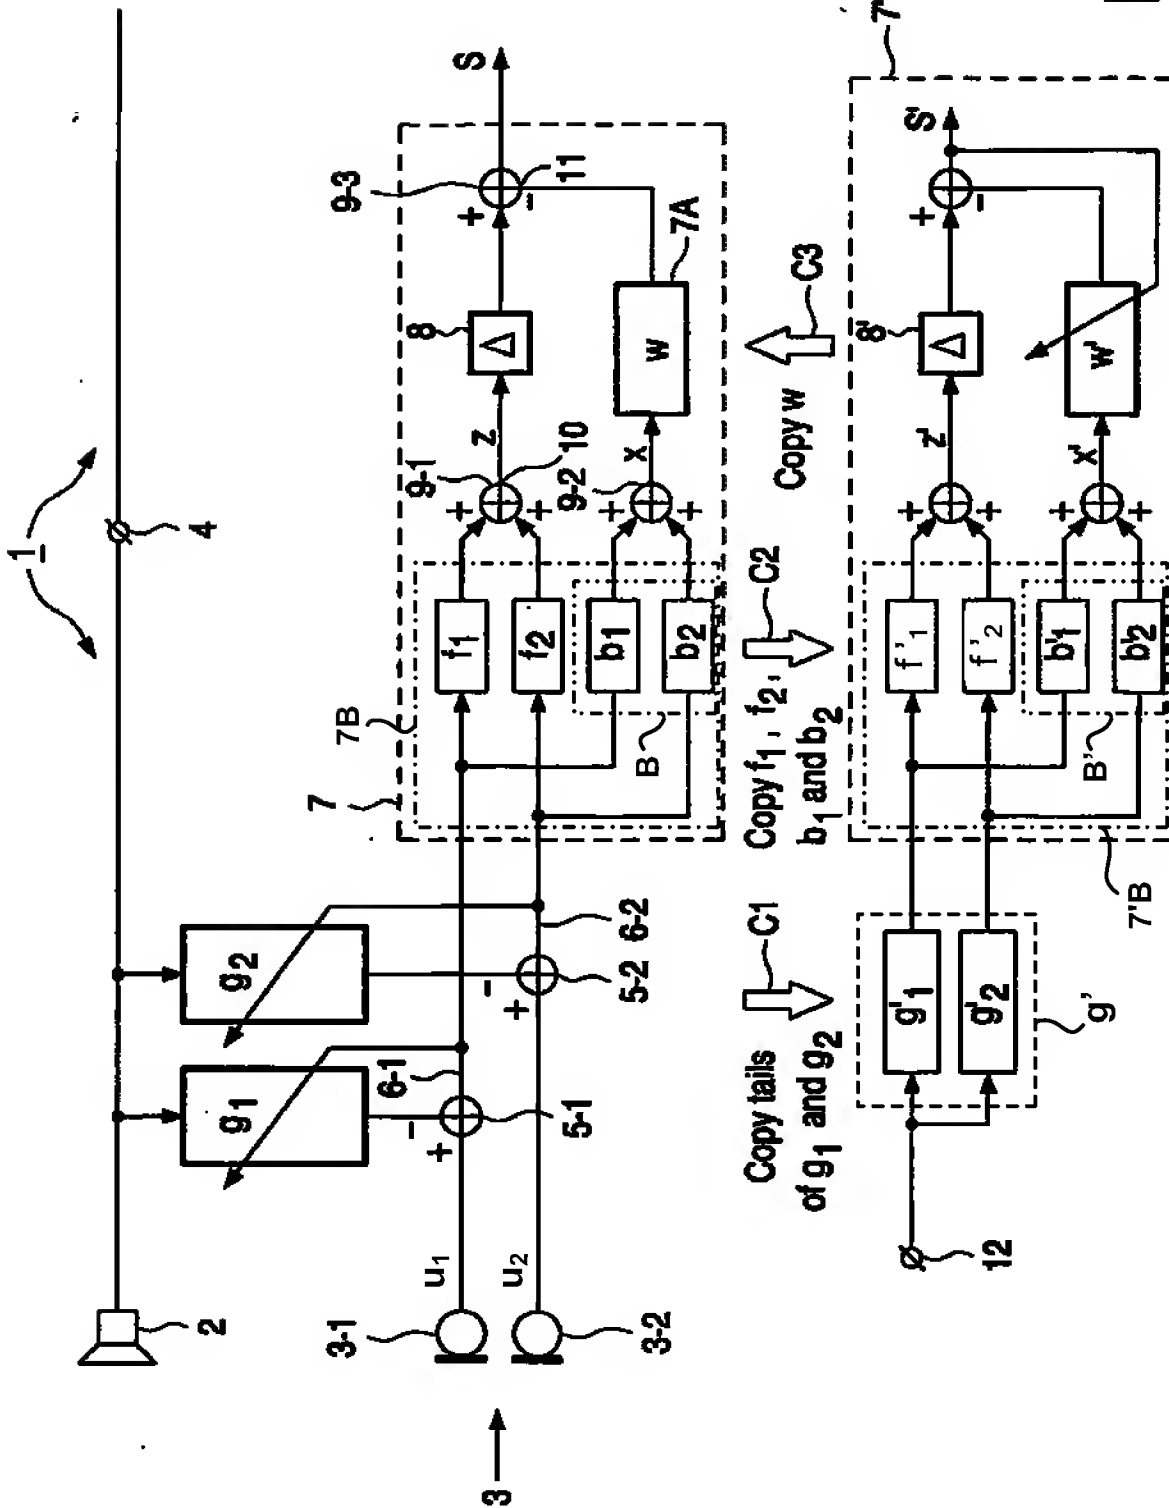 1
4
2
g1
g2
3
3-1
3-2
u1
u2
6-1
6-2
5-1
5-2
+
-
+
-
7
7B
f1
f2
B
b1
b2
9-1
10
+
+
z
8
Δ
9-3
+
-
11
S
9-2
+
+
x
w
7A
Copy tails
of g1 and g2
C1
Copy f1, f2,
b1 and b2
C2
Copy w
C3
12
g'1
g'2
g'
7'B
f'1
f'2
B'
b'1
b'2
+
+
z'
8'
Δ
+
-
S'
+
+
x'
w'
7'